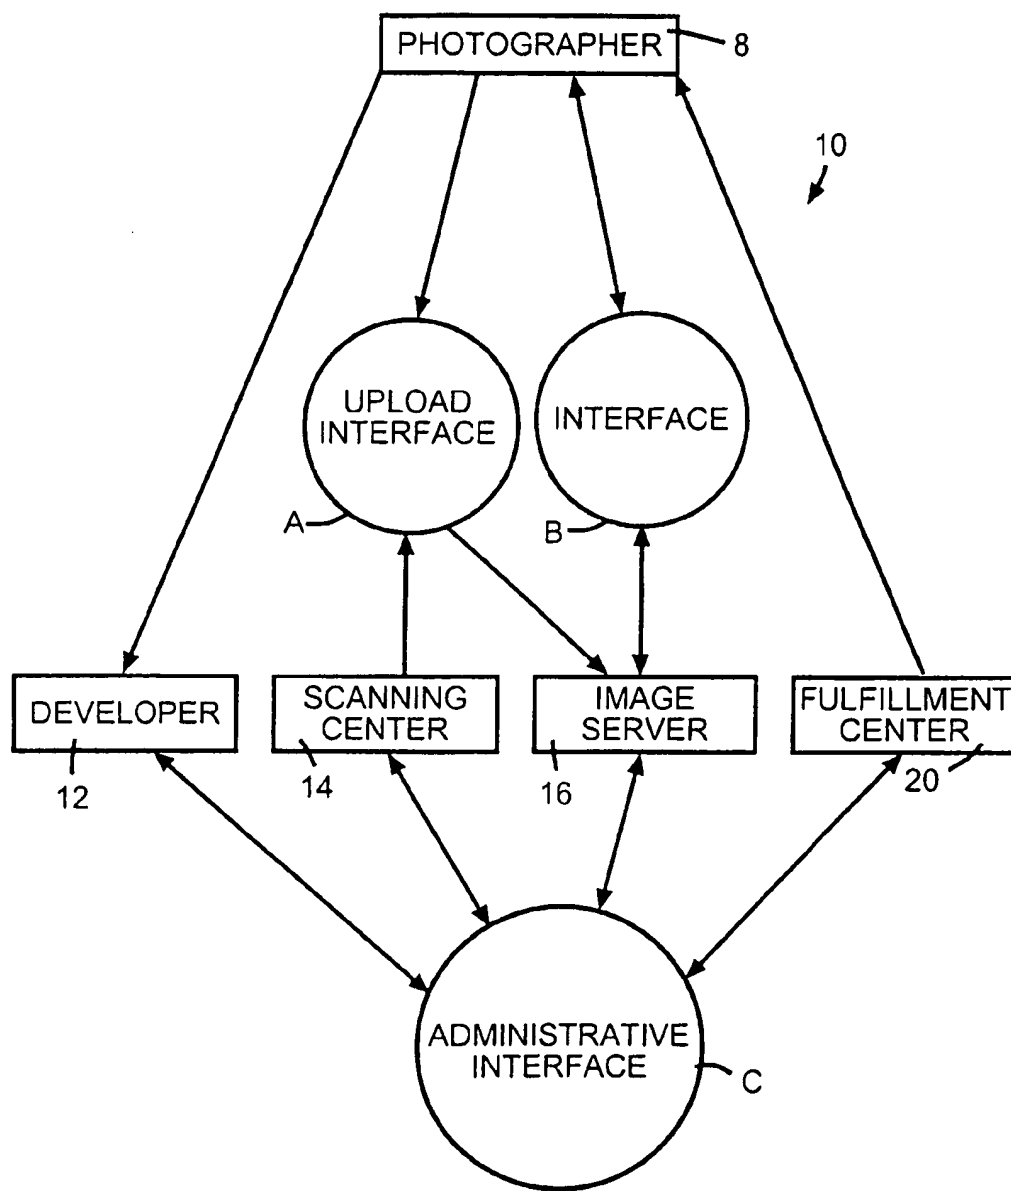 PHOTOGRAPHER
8
10
UPLOAD
INTERFACE
INTERFACE
A
B
DEVELOPER
SCANNING
CENTER
IMAGE
SERVER
FULFILLMENT
CENTER
12
14
16
20
ADMINISTRATIVE
INTERFACE
C